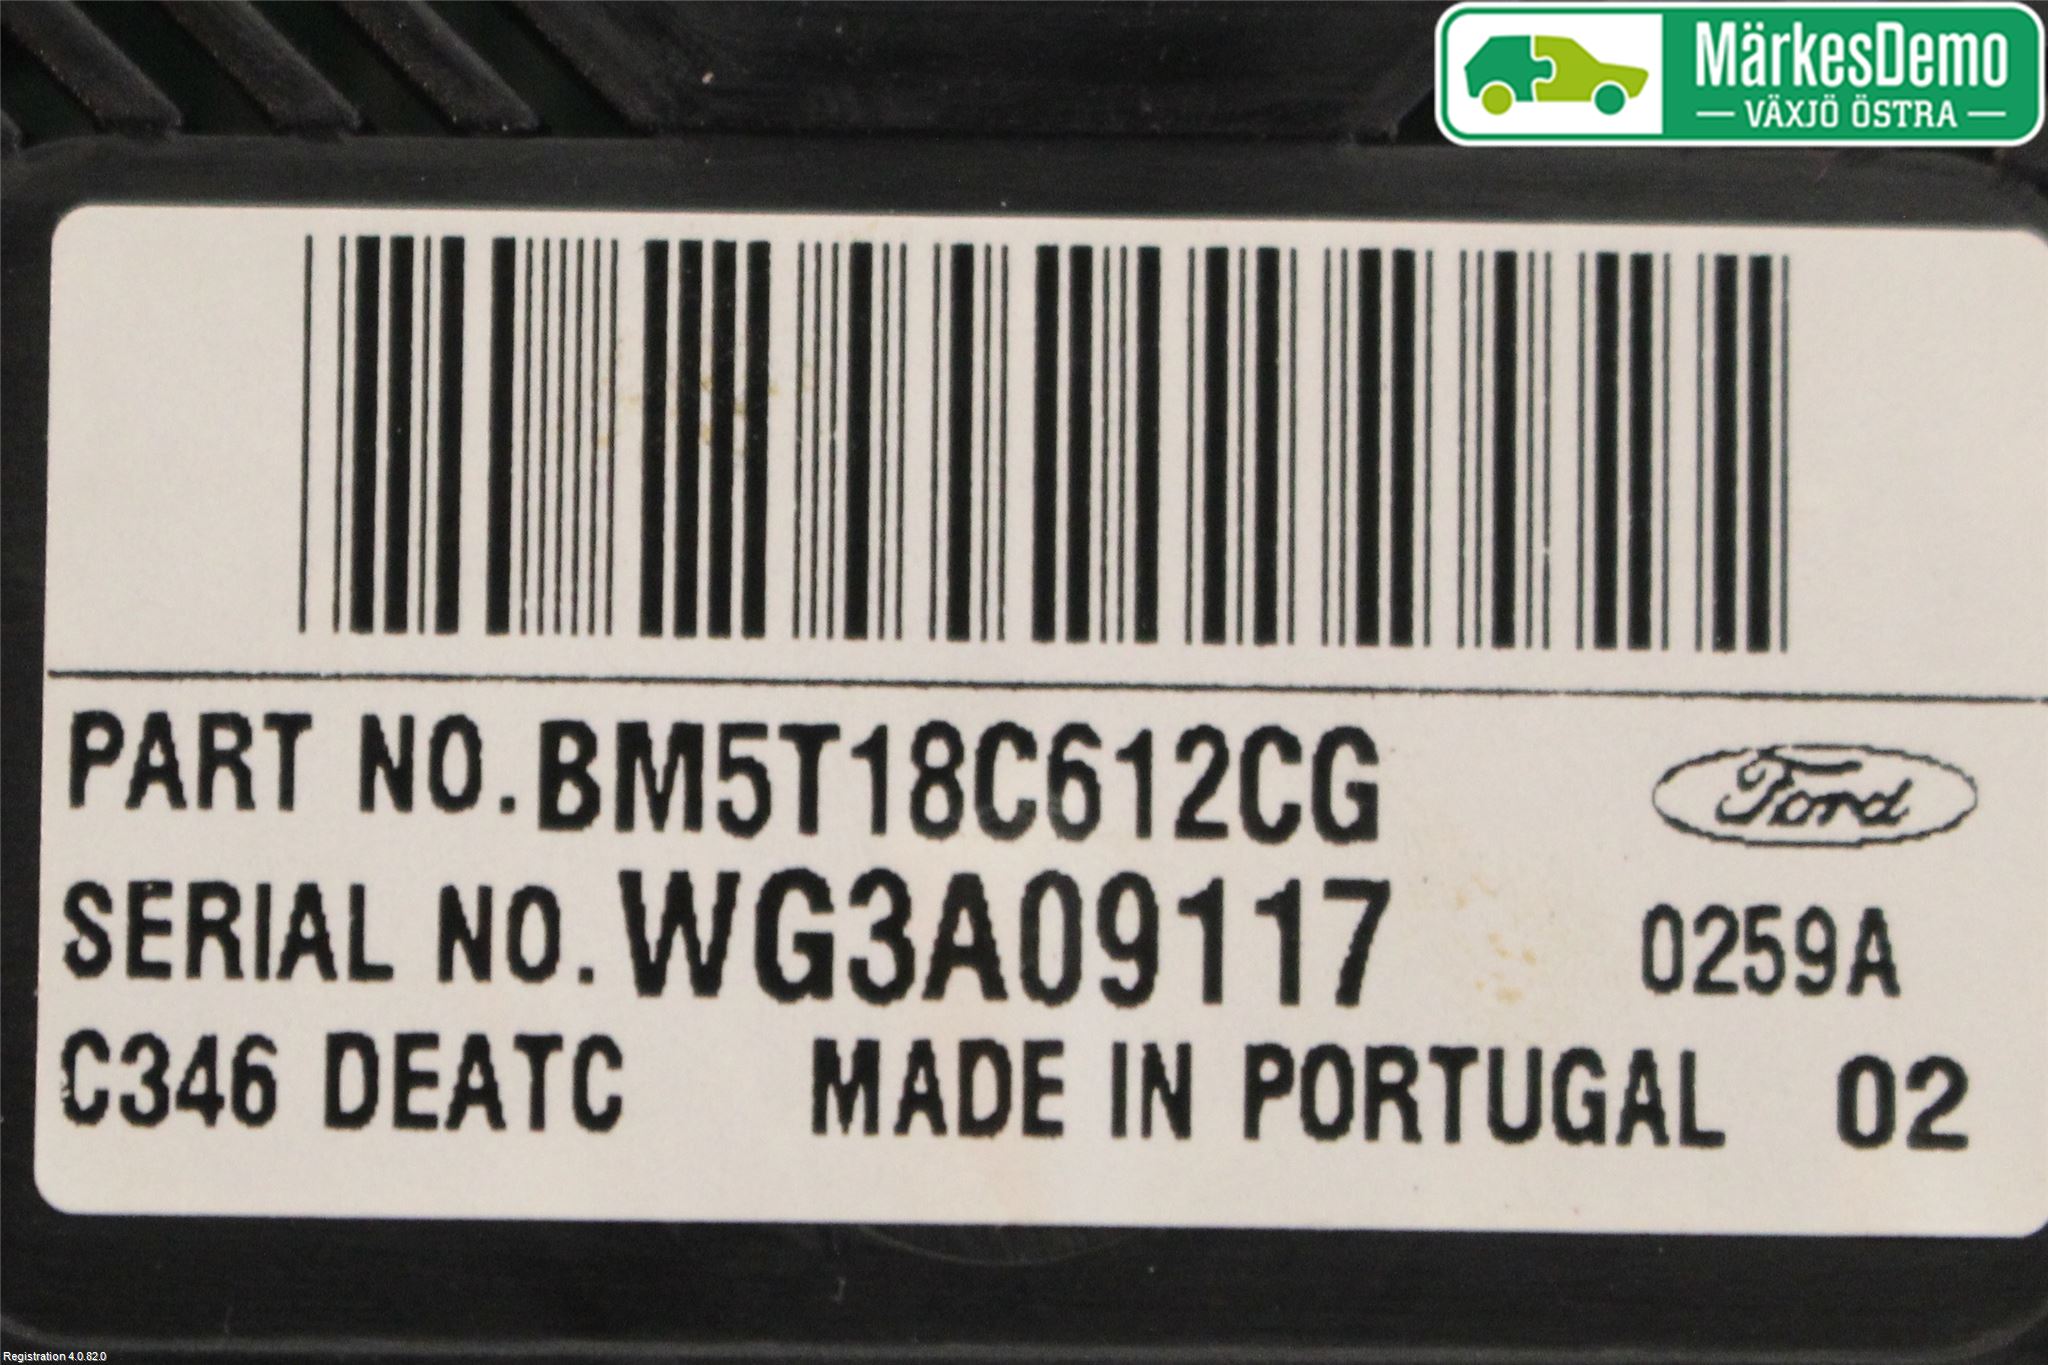 MärkesDemo
VÄXJÖ ÖSTRA
PART NO. BM5T18C612CG
Ford
SERIAL NO. WG3A09117 0259A
C346 DEATC MADE IN PORTUGAL 02
Registration 4.0.82.0